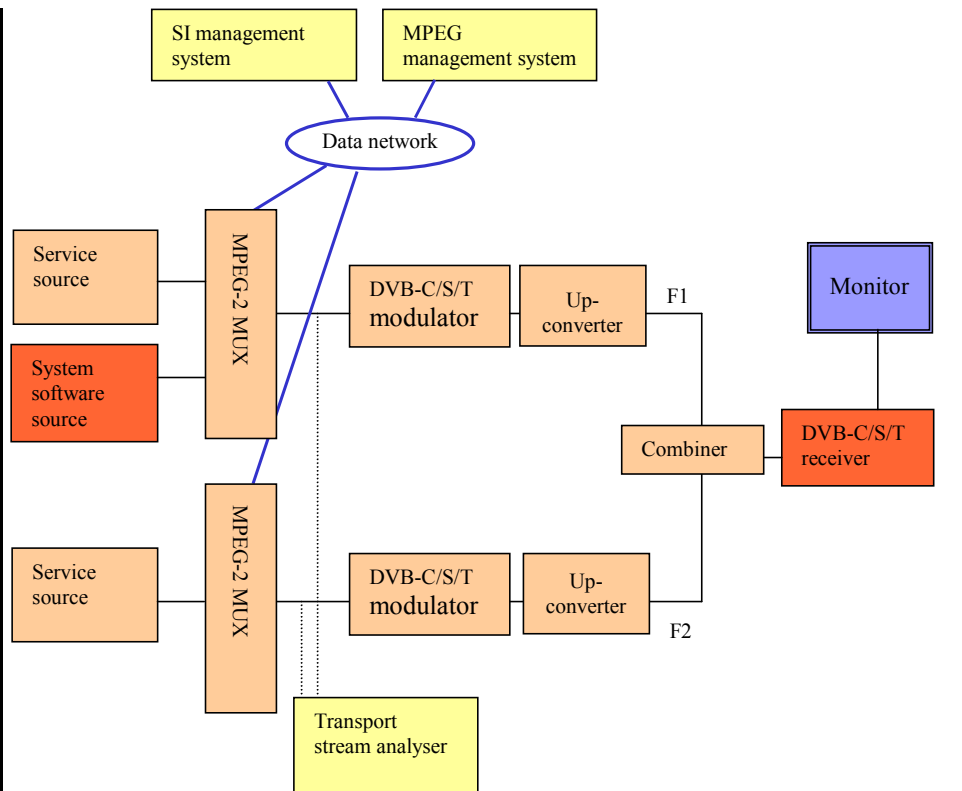 SI management
system
MPEG
management system
Data network
Service
source
MPEG-2 MUX
DVB-C/S/T
modulator
Up-
converter
F1
Monitor
System
software
source
Combiner
DVB-C/S/T
receiver
Service
source
MPEG-2 MUX
DVB-C/S/T
modulator
Up-
converter
F2
Transport
stream analyser